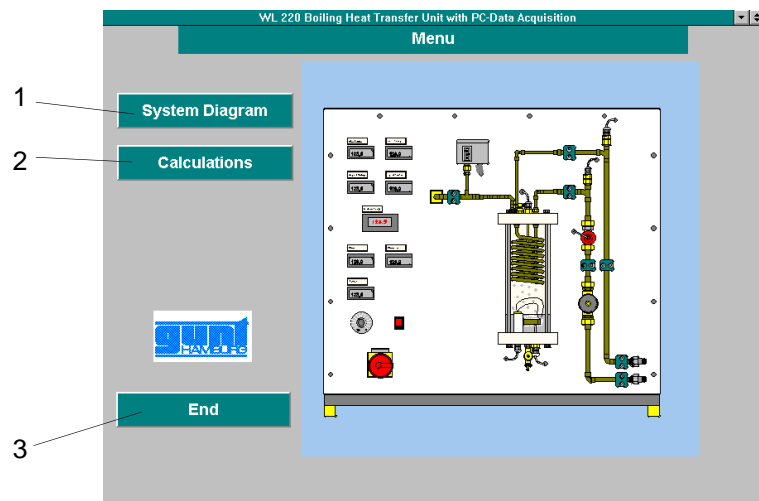 WL 220 Boiling Heat Transfer Unit with PC-Data Acquisition
Menu
1
System Diagram
2
Calculations
gunt
HAMBURG
End
3